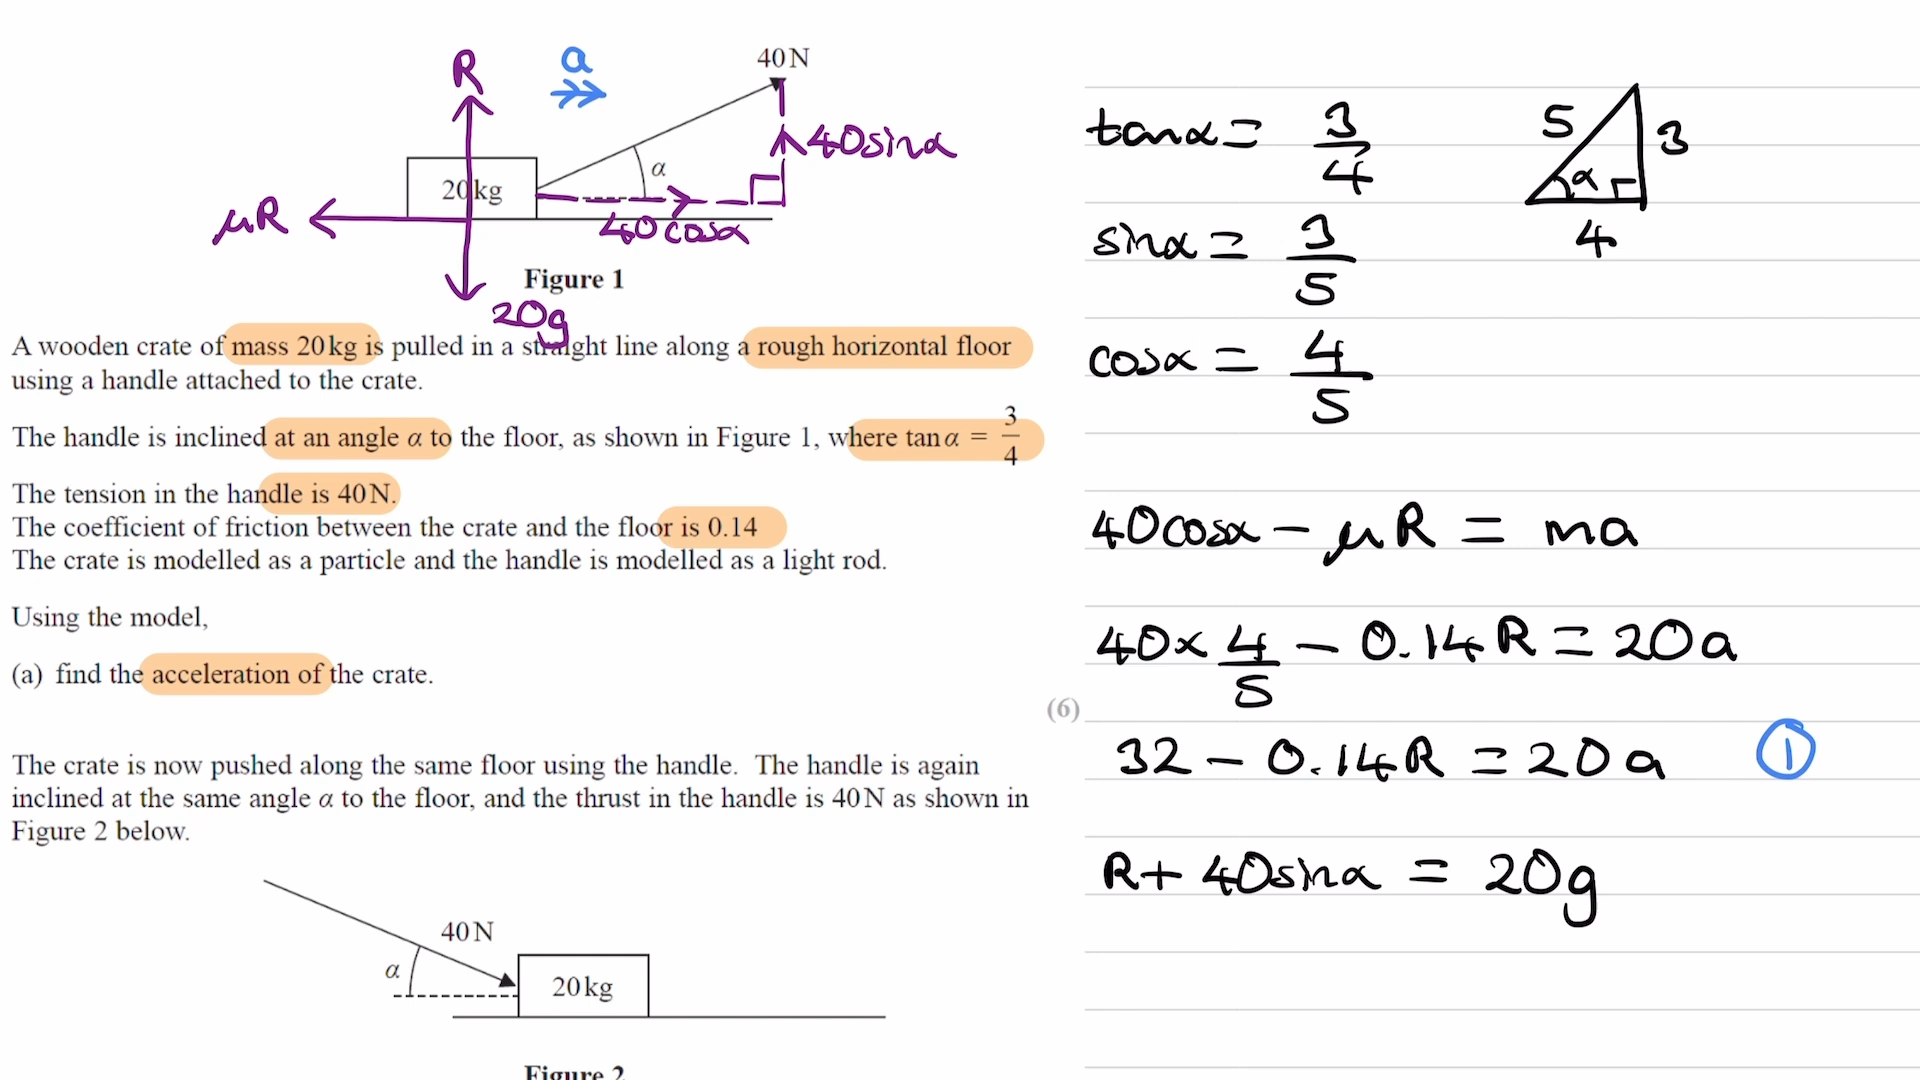 R
a
40 N
40sinα
α
20 kg
μR
40cosα
Figure 1
20g
A wooden crate of mass 20 kg is pulled in a straight line along a rough horizontal floor
using a handle attached to the crate.
The handle is inclined at an angle α to the floor, as shown in Figure 1, where tan α = 3/4
The tension in the handle is 40 N.
The coefficient of friction between the crate and the floor is 0.14
The crate is modelled as a particle and the handle is modelled as a light rod.
Using the model,
(a) find the acceleration of the crate.
(6)
The crate is now pushed along the same floor using the handle. The handle is again
inclined at the same angle α to the floor, and the thrust in the handle is 40 N as shown in
Figure 2 below.
40 N
α
20 kg
Figure 2
tanα = 3/4
5
3
α
4
sinα = 3/5
cosα = 4/5
40cosα − μR = ma
40 × 4/5 − 0.14R = 20a
32 − 0.14R = 20a ①
R + 40sinα = 20g